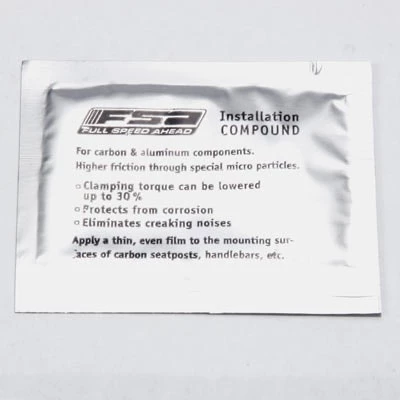 FSA
FULL SPEED AHEAD
Installation
COMPOUND
For carbon & aluminum components.
Higher friction through special micro particles.
Clamping torque can be lowered
up to 30%
Protects from corrosion
Eliminates creaking noises
Apply a thin, even film to the mounting sur-
faces of carbon seatposts, handlebars, etc.